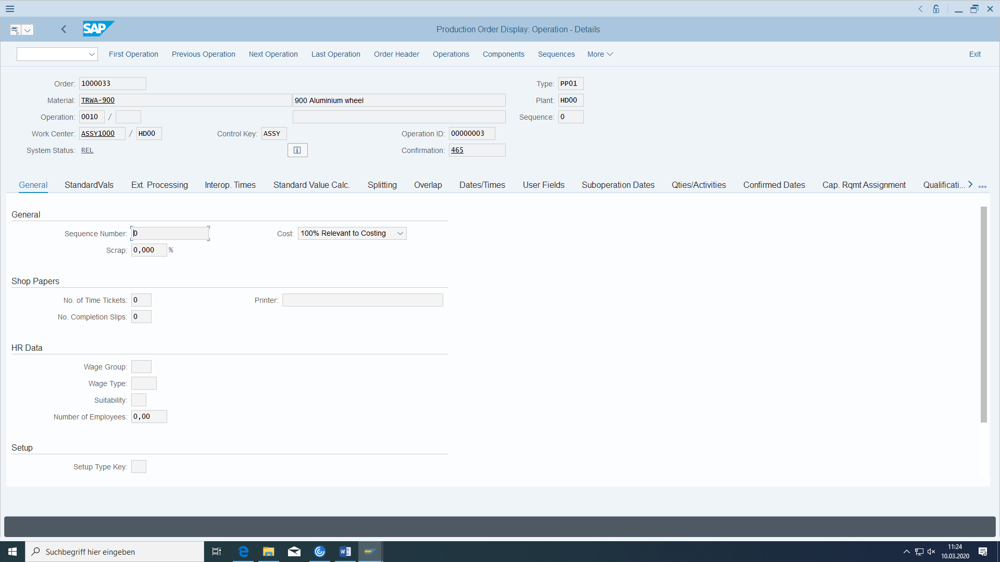 SAP Production Order Display: Operation - Details
First Operation Previous Operation Next Operation Last Operation Order Header Operations Components Sequences More Exit
Order: 1000033 Type: PP01
Material: TRWA-900 900 Aluminium wheel Plant: HD00
Operation: 0010 / Sequence: 0
Work Center: ASSY1000 / HD00 Control Key: ASSY Operation ID: 00000003
System Status: REL Confirmation: 465
General StandardVals Ext. Processing Interop. Times Standard Value Calc. Splitting Overlap Dates/Times User Fields Suboperation Dates Qties/Activities Confirmed Dates Cap. Rqmt Assignment Qualificati...
General
Sequence Number: 0 Cost: 100% Relevant to Costing
Scrap: 0,000 %
Shop Papers
No. of Time Tickets: 0 Printer:
No. Completion Slips: 0
HR Data
Wage Group:
Wage Type:
Suitability:
Number of Employees: 0,00
Setup
Setup Type Key:
Suchbegriff hier eingeben
11:24
10.03.2020